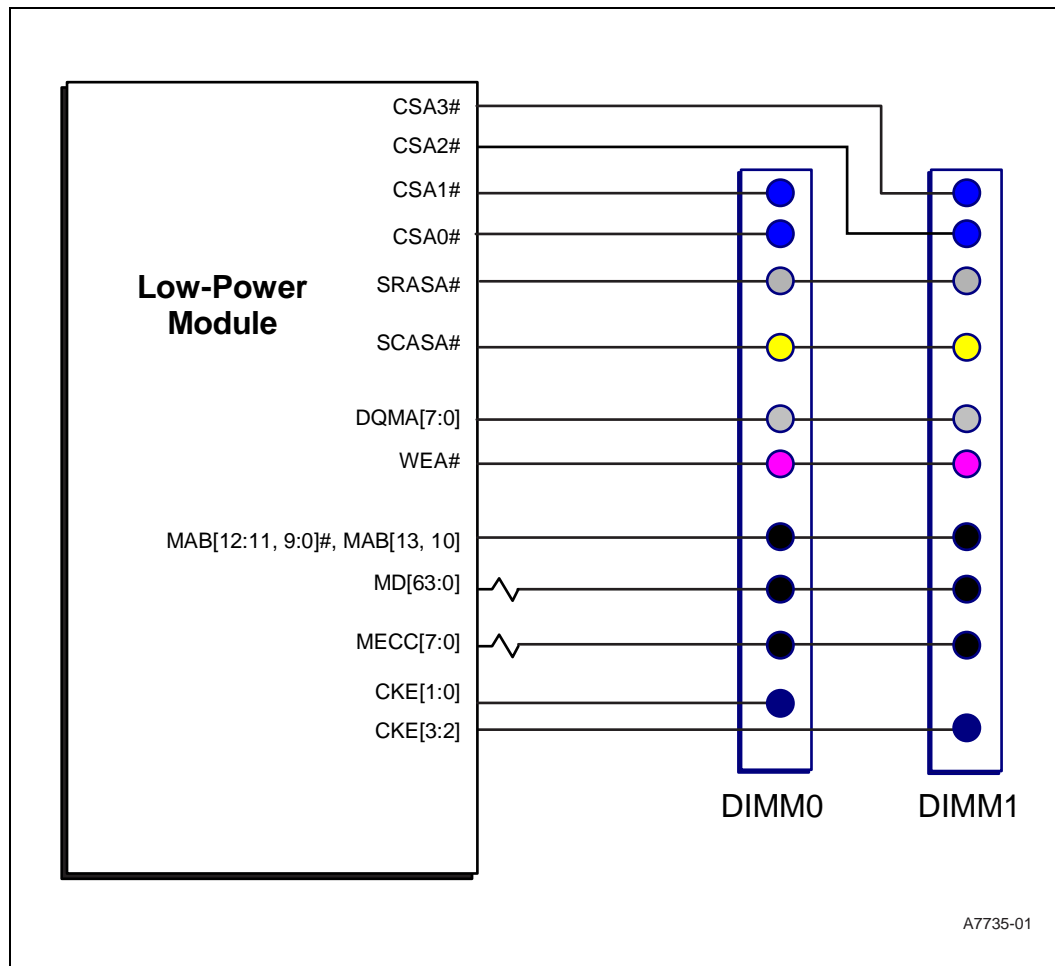 CSA3#
CSA2#
CSA1#
CSA0#
Low-Power
Module
SRASA#
SCASA#
DQMA[7:0]
WEA#
MAB[12:11, 9:0]#, MAB[13, 10]
MD[63:0]
MECC[7:0]
CKE[1:0]
CKE[3:2]
DIMM0
DIMM1
A7735-01